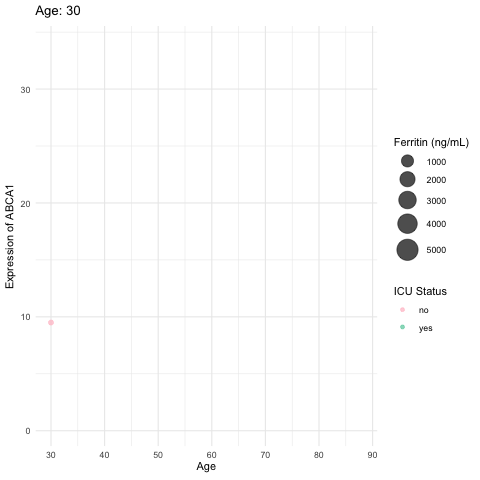 Age: 30
Expression of ABCA1
30
20
10
0
30 40 50 60 70 80 90
Age
Ferritin (ng/mL)
1000
2000
3000
4000
5000
ICU Status
no
yes